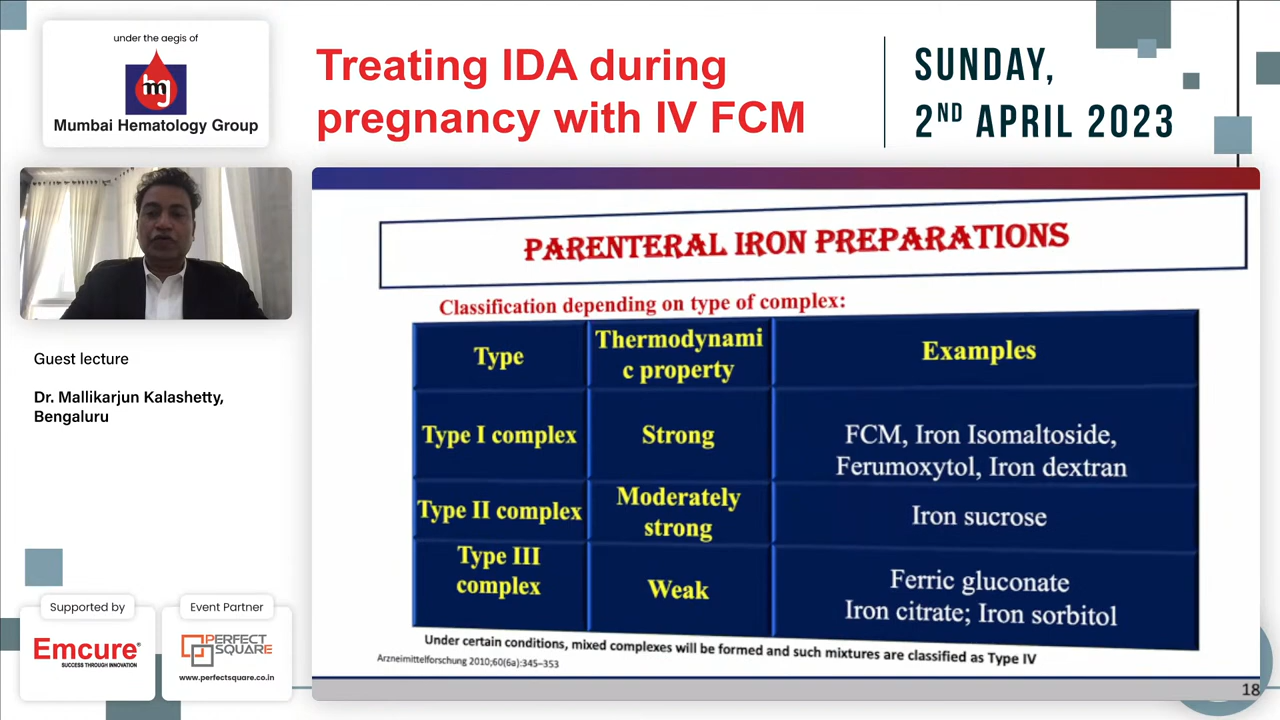 under the aegis of
mg
Mumbai Hematology Group
Treating IDA during
pregnancy with IV FCM
SUNDAY,
2ND APRIL 2023
Guest lecture
Dr. Mallikarjun Kalashetty,
Bengaluru
Supported by
Emcure®
SUCCESS THROUGH INNOVATION
Event Partner
PERFECT
SQUARE
www.perfectsquare.co.in
PARENTERAL IRON PREPARATIONS
Classification depending on type of complex:
Type
Thermodynami
c property
Examples
Type I complex
Strong
FCM, Iron Isomaltoside,
Ferumoxytol, Iron dextran
Type II complex
Moderately
strong
Iron sucrose
Type III
complex
Weak
Ferric gluconate
Iron citrate; Iron sorbitol
Under certain conditions, mixed complexes will be formed and such mixtures are classified as Type IV
Arzneimittelforschung 2010;60(6a):345–353
18